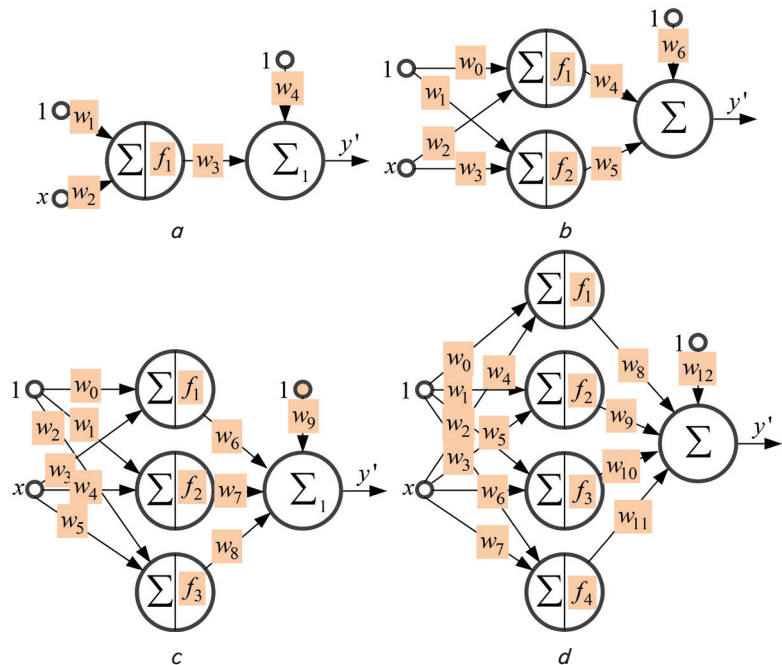 1 w₁ x w₂ Σ f₁ w₃ 1 w₄ Σ₁ y'
a
1 w₀ w₁ x w₂ w₃ Σ f₁ Σ f₂ w₄ w₅ 1 w₆ Σ y'
b
1 w₀ w₁ w₂ x w₃ w₄ w₅ Σ f₁ Σ f₂ Σ f₃ w₆ w₇ w₈ 1 w₉ Σ₁ y'
c
1 w₀ w₁ w₂ w₃ x w₄ w₅ w₆ w₇ Σ f₁ Σ f₂ Σ f₃ Σ f₄ w₈ w₉ w₁₀ w₁₁ 1 w₁₂ Σ y'
d